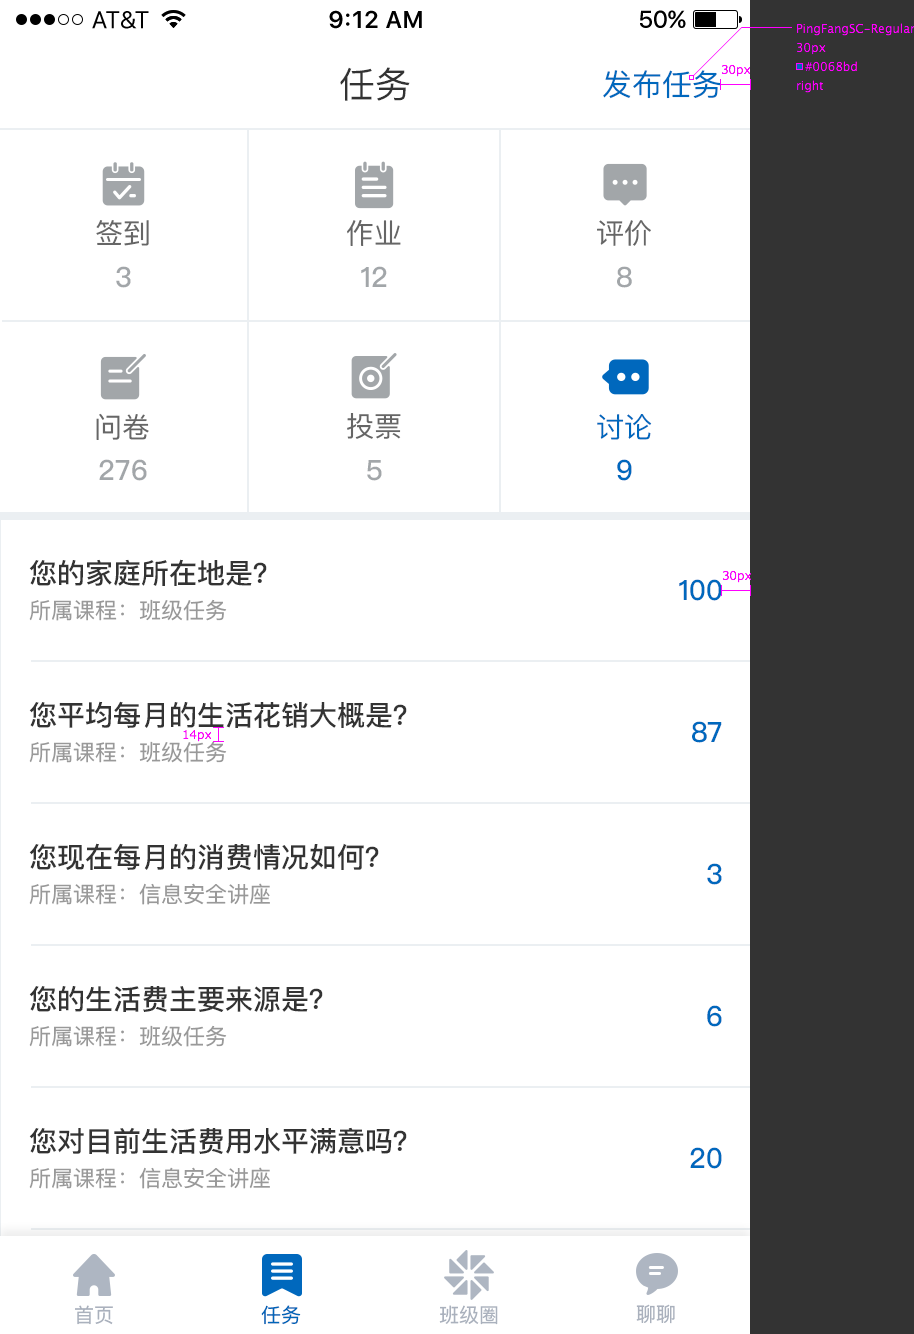 AT&T 9:12 AM 50%
任务 发布任务 30px
PingFangSC-Regular
30px
#0068bd
right
签到 作业 评价
3 12 8
问卷 投票 讨论
276 5 9
您的家庭所在地是?
所属课程：班级任务
100 30px
您平均每月的生活花销大概是?
14px
所属课程：班级任务
87
您现在每月的消费情况如何?
所属课程：信息安全讲座
3
您的生活费主要来源是?
所属课程：班级任务
6
您对目前生活费用水平满意吗?
所属课程：信息安全讲座
20
首页 任务 班级圈 聊聊